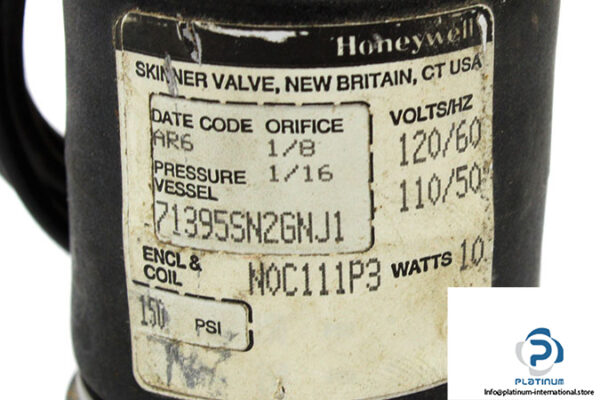 Honeywell
SKINNER VALVE, NEW BRITAIN, CT USA
DATE CODE ORIFICE
AR6 1/8
PRESSURE 1/16
VESSEL
71395SN2GNJ1
VOLTS/HZ
120/60
110/50
ENCL &
COIL N0C111P3 WATTS 10
150 PSI
PLATINUM
Info@platinum-international.store